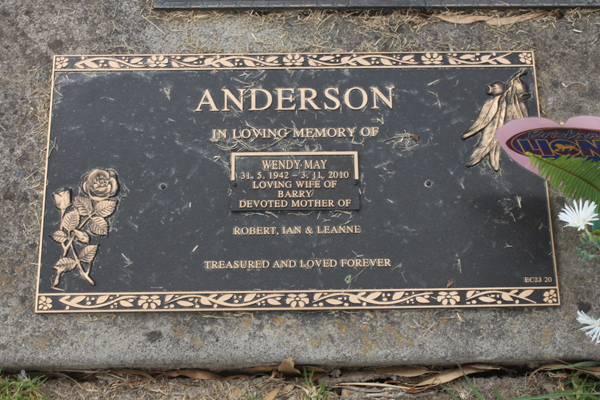 ANDERSON
IN LOVING MEMORY OF
WENDY MAY
31. 5. 1942 – 3. 11. 2010
LOVING WIFE OF
BARRY
DEVOTED MOTHER OF
ROBERT, IAN & LEANNE
TREASURED AND LOVED FOREVER
EC23 20